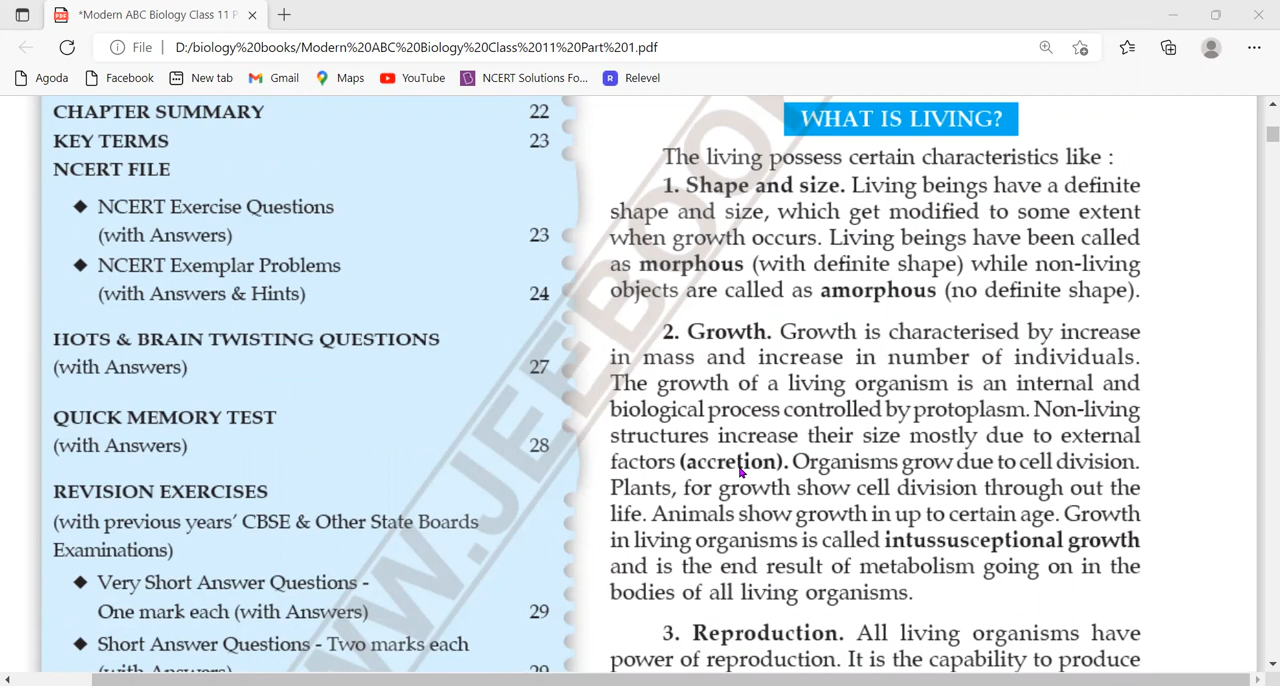 *Modern ABC Biology Class 11 P
File | D:/biology%20books/Modern%20ABC%20Biology%20Class%2011%20Part%201.pdf
Agoda Facebook New tab Gmail Maps YouTube NCERT Solutions Fo... R Relevel
CHAPTER SUMMARY 22
KEY TERMS 23
NCERT FILE
◆ NCERT Exercise Questions
(with Answers) 23
◆ NCERT Exemplar Problems
(with Answers & Hints) 24
HOTS & BRAIN TWISTING QUESTIONS
(with Answers) 27
QUICK MEMORY TEST
(with Answers) 28
REVISION EXERCISES
(with previous years' CBSE & Other State Boards
Examinations)
◆ Very Short Answer Questions -
One mark each (with Answers) 29
◆ Short Answer Questions - Two marks each
(with Answers) 29
WHAT IS LIVING?
The living possess certain characteristics like :
1. Shape and size. Living beings have a definite
shape and size, which get modified to some extent
when growth occurs. Living beings have been called
as morphous (with definite shape) while non-living
objects are called as amorphous (no definite shape).
2. Growth. Growth is characterised by increase
in mass and increase in number of individuals.
The growth of a living organism is an internal and
biological process controlled by protoplasm. Non-living
structures increase their size mostly due to external
factors (accretion). Organisms grow due to cell division.
Plants, for growth show cell division through out the
life. Animals show growth in up to certain age. Growth
in living organisms is called intussusceptional growth
and is the end result of metabolism going on in the
bodies of all living organisms.
3. Reproduction. All living organisms have
power of reproduction. It is the capability to produce
WW.JEEBOO